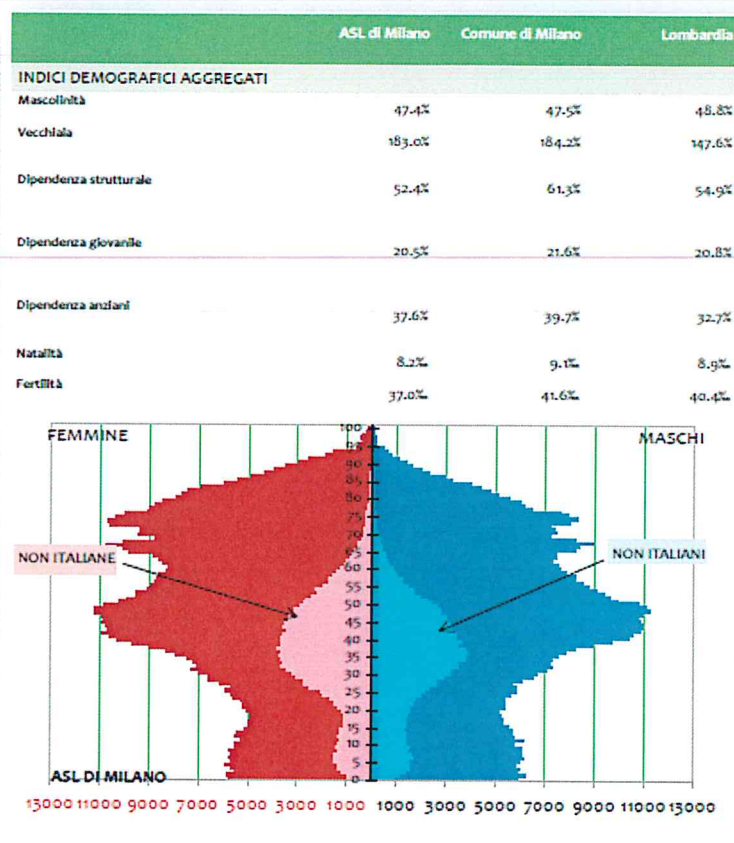 ASL di Milano Comune di Milano Lombardia
INDICI DEMOGRAFICI AGGREGATI
Mascolinità 47.4% 47.5% 48.8%
Vecchiaia 183.0% 184.2% 147.6%
Dipendenza strutturale 52.4% 61.3% 54.9%
Dipendenza giovanile 20.5% 21.6% 20.8%
Dipendenza anziani 37.6% 39.7% 32.7%
Natalità 8.2‰ 9.1‰ 8.9‰
Fertilità 37.0‰ 41.6‰ 40.4‰
FEMMINE MASCHI
100
95
90
85
80
75
70
65
60
55
50
45
40
35
30
25
20
15
10
5
0
NON ITALIANE NON ITALIANI
ASL DI MILANO
13000 11000 9000 7000 5000 3000 1000 1000 3000 5000 7000 9000 11000 13000